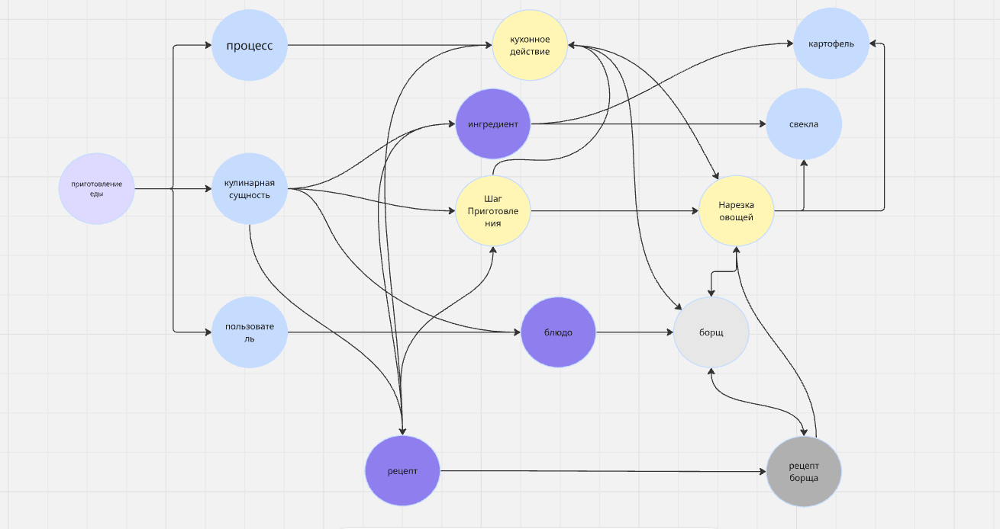 процесс
кухонное
действие
картофель
ингредиент
свекла
приготовление
еды
кулинарная
сущность
Шаг
Приготовле
ния
Нарезка
овощей
пользовате
ль
блюдо
борщ
рецепт
рецепт
борща